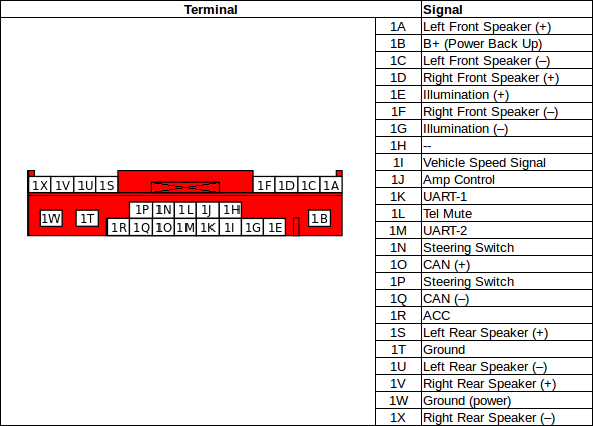 Terminal Signal
1A Left Front Speaker (+)
1B B+ (Power Back Up)
1C Left Front Speaker (–)
1D Right Front Speaker (+)
1E Illumination (+)
1F Right Front Speaker (–)
1G Illumination (–)
1H --
1I Vehicle Speed Signal
1J Amp Control
1K UART-1
1L Tel Mute
1M UART-2
1N Steering Switch
1O CAN (+)
1P Steering Switch
1Q CAN (–)
1R ACC
1S Left Rear Speaker (+)
1T Ground
1U Left Rear Speaker (–)
1V Right Rear Speaker (+)
1W Ground (power)
1X Right Rear Speaker (–)
1X 1V 1U 1S 1F 1D 1C 1A
1P 1N 1L 1J 1H
1W 1T 1B
1R 1Q 1O 1M 1K 1I 1G 1E